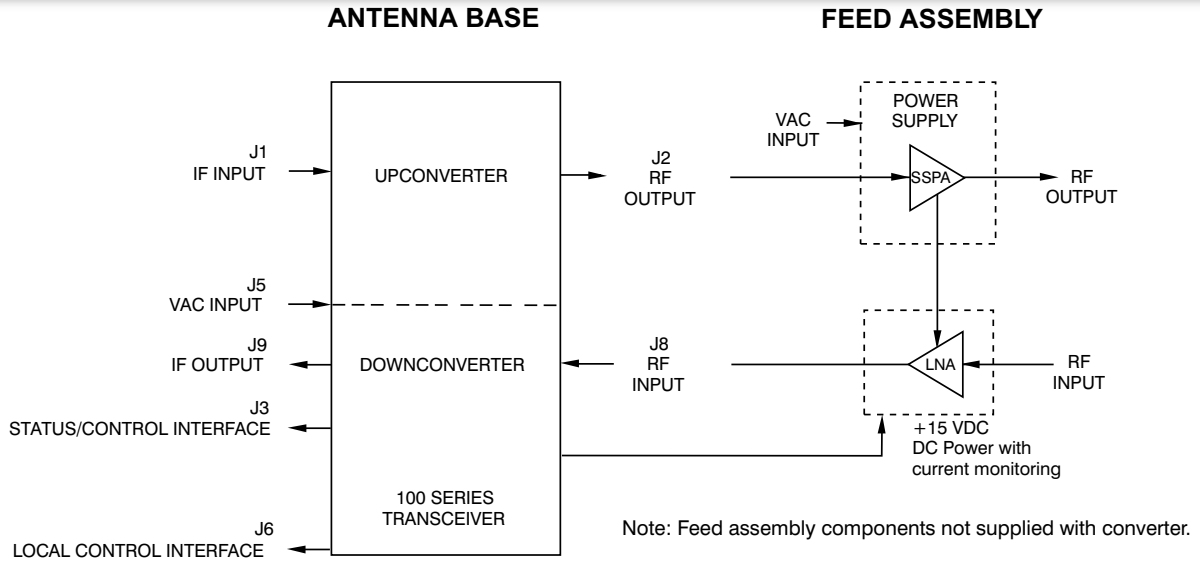 ANTENNA BASE
FEED ASSEMBLY
POWER
SUPPLY
VAC
INPUT
J1
IF INPUT
UPCONVERTER
J2
RF
OUTPUT
SSPA
RF
OUTPUT
J5
VAC INPUT
J9
IF OUTPUT
DOWNCONVERTER
J8
RF
INPUT
LNA
RF
INPUT
J3
STATUS/CONTROL INTERFACE
+15 VDC
DC Power with
current monitoring
100 SERIES
TRANSCEIVER
J6
LOCAL CONTROL INTERFACE
Note: Feed assembly components not supplied with converter.